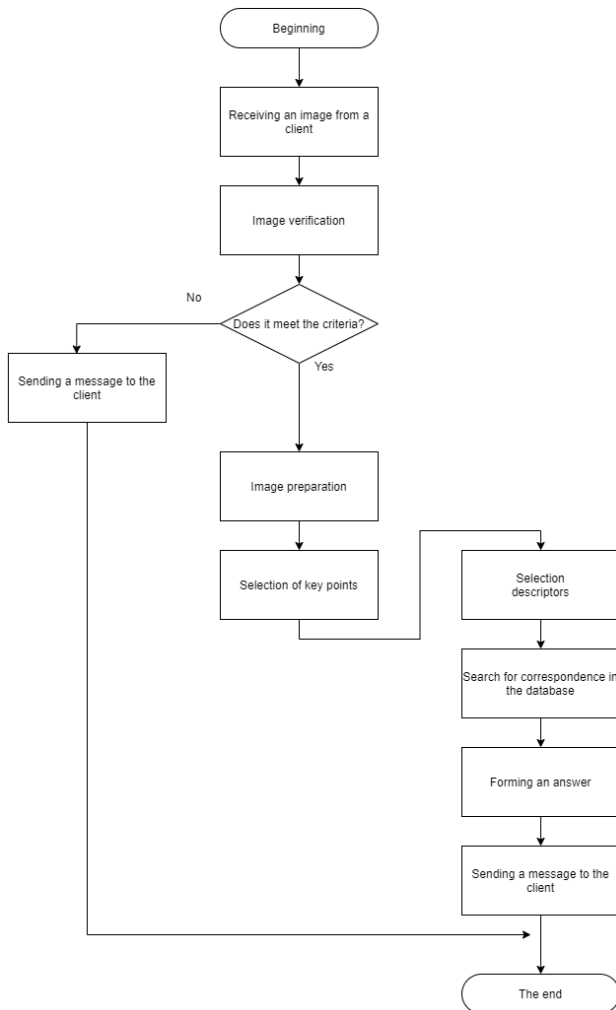 Beginning
Receiving an image from a
client
Image verification
Does it meet the criteria?
No
Yes
Sending a message to the
client
Image preparation
Selection of key points
Selection
descriptors
Search for correspondence in
the database
Forming an answer
Sending a message to the
client
The end